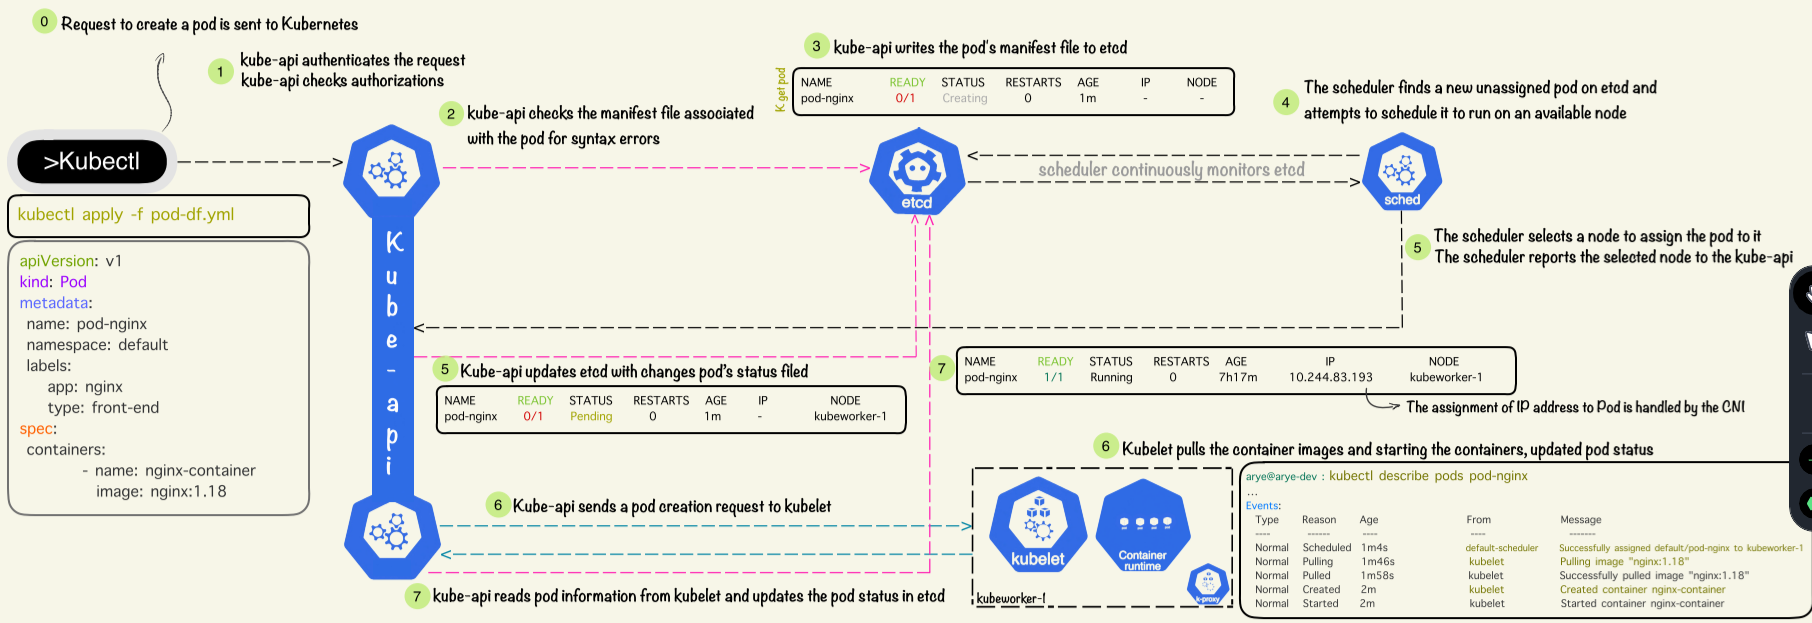 0 Request to create a pod is sent to Kubernetes
1 kube-api authenticates the request
kube-api checks authorizations
2 kube-api checks the manifest file associated
with the pod for syntax errors
3 kube-api writes the pod's manifest file to etcd
K get pod
NAME READY STATUS RESTARTS AGE IP NODE
pod-nginx 0/1 Creating 0 1m - -
4 The scheduler finds a new unassigned pod on etcd and
attempts to schedule it to run on an available node
>Kubectl
etcd
scheduler continuously monitors etcd
sched
kubectl apply -f pod-df.yml
apiVersion: v1
kind: Pod
metadata:
name: pod-nginx
namespace: default
labels:
app: nginx
type: front-end
spec:
containers:
- name: nginx-container
image: nginx:1.18
Kube-api
5 The scheduler selects a node to assign the pod to it
The scheduler reports the selected node to the kube-api
5 Kube-api updates etcd with changes pod's status filed
NAME READY STATUS RESTARTS AGE IP NODE
pod-nginx 0/1 Pending 0 1m - kubeworker-1
7 NAME READY STATUS RESTARTS AGE IP NODE
pod-nginx 1/1 Running 0 7h17m 10.244.83.193 kubeworker-1
The assignment of IP address to Pod is handled by the CNI
6 Kubelet pulls the container images and starting the containers, updated pod status
6 Kube-api sends a pod creation request to kubelet
kubelet
Container
runtime
k-proxy
kubeworker-1
arye@arye-dev : kubectl describe pods pod-nginx
...
Events:
Type Reason Age From Message
---- ------ ---- ---- -------
Normal Scheduled 1m4s default-scheduler Successfully assigned default/pod-nginx to kubeworker-1
Normal Pulling 1m46s kubelet Pulling image "nginx:1.18"
Normal Pulled 1m58s kubelet Successfully pulled image "nginx:1.18"
Normal Created 2m kubelet Created container nginx-container
Normal Started 2m kubelet Started container nginx-container
7 kube-api reads pod information from kubelet and updates the pod status in etcd